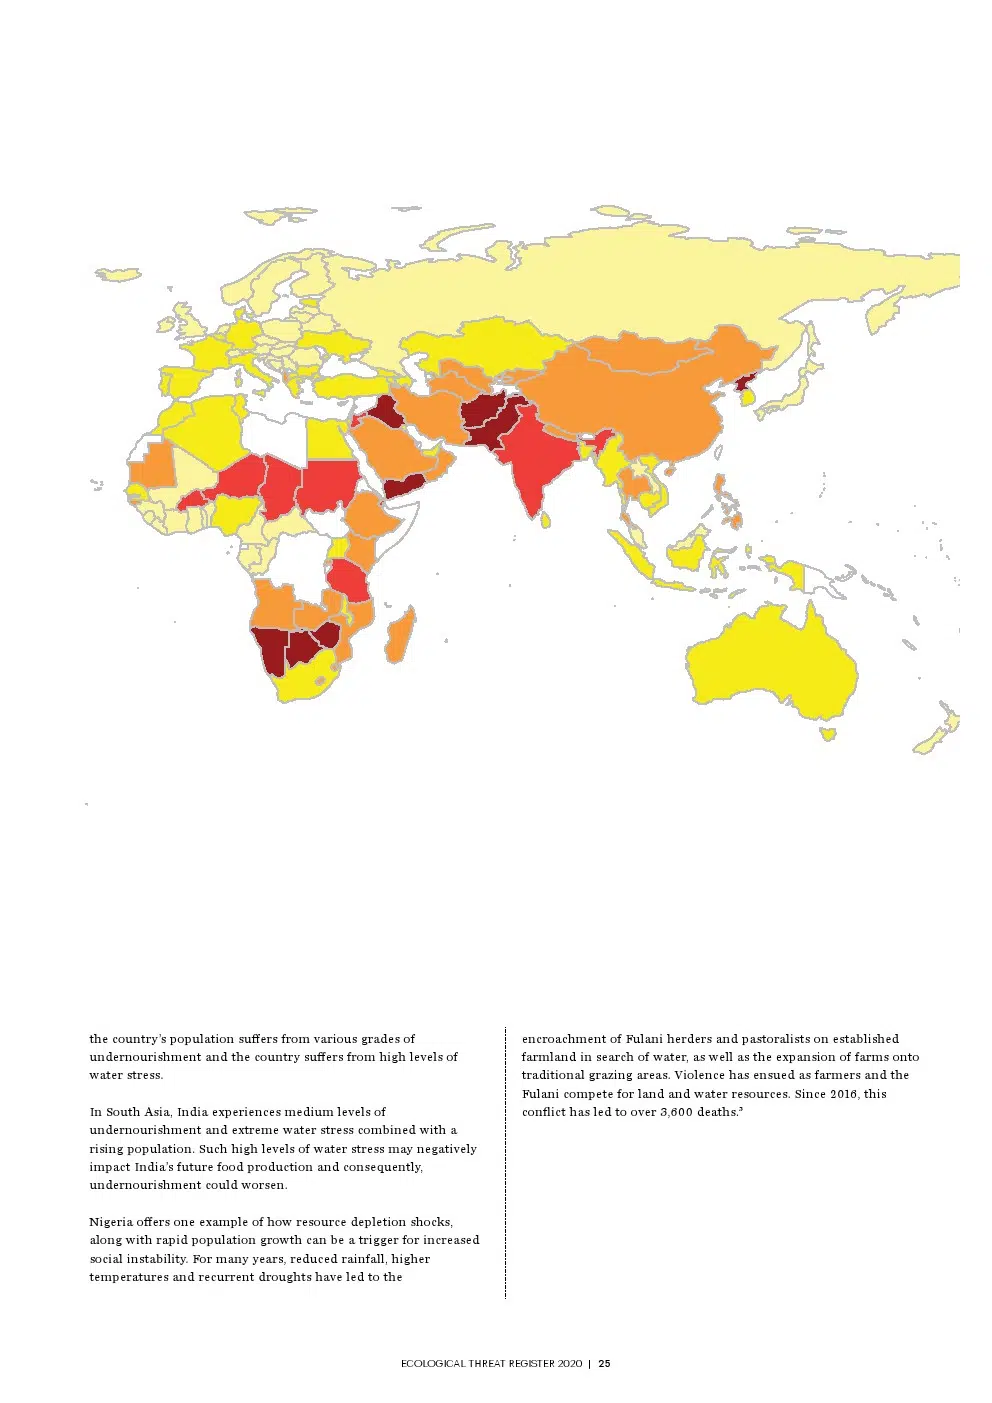 the country's population suffers from various grades of
undernourishment and the country suffers from high levels of
water stress.
In South Asia, India experiences medium levels of
undernourishment and extreme water stress combined with a
rising population. Such high levels of water stress may negatively
impact India's future food production and consequently,
undernourishment could worsen.
Nigeria offers one example of how resource depletion shocks,
along with rapid population growth can be a trigger for increased
social instability. For many years, reduced rainfall, higher
temperatures and recurrent droughts have led to the
encroachment of Fulani herders and pastoralists on established
farmland in search of water, as well as the expansion of farms onto
traditional grazing areas. Violence has ensued as farmers and the
Fulani compete for land and water resources. Since 2016, this
conflict has led to over 3,600 deaths.³
ECOLOGICAL THREAT REGISTER 2020 | 25